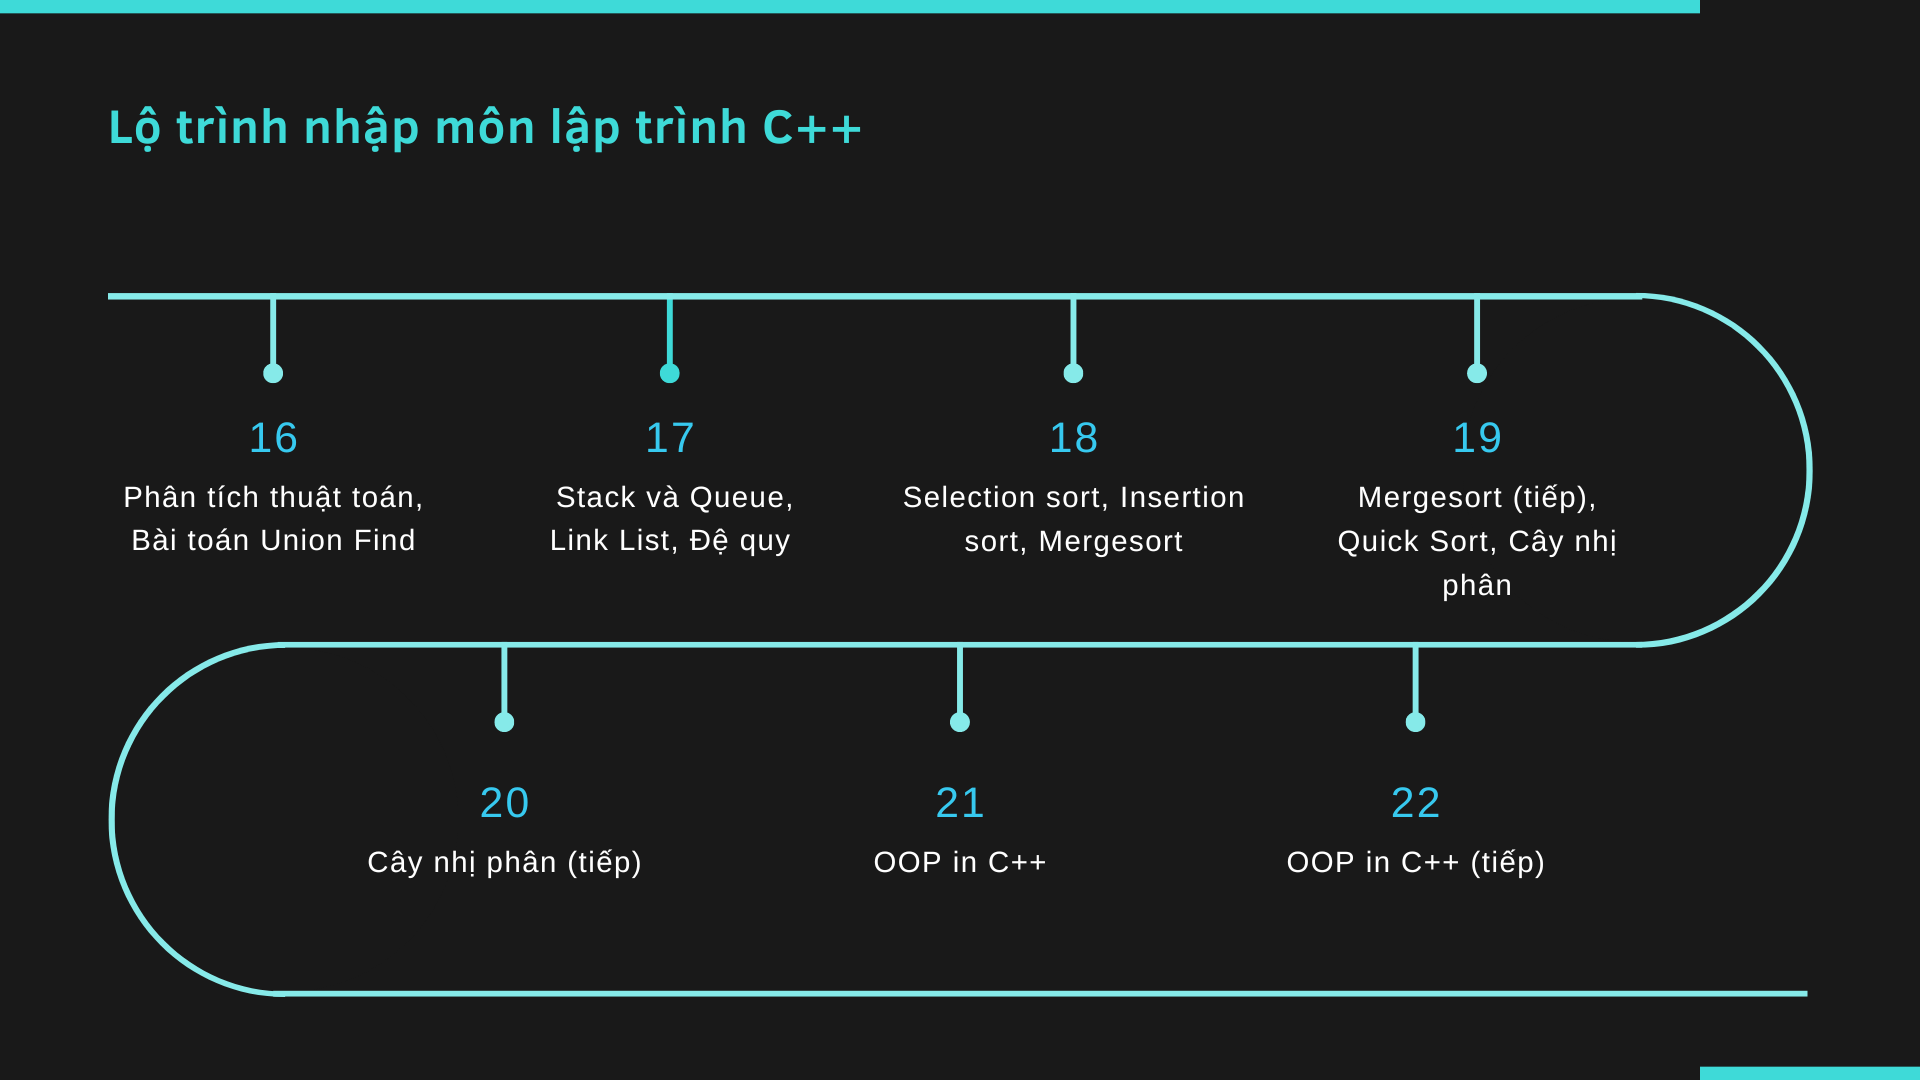 Lộ trình nhập môn lập trình C++
16
Phân tích thuật toán,
Bài toán Union Find
17
Stack và Queue,
Link List, Đệ quy
18
Selection sort, Insertion
sort, Mergesort
19
Mergesort (tiếp),
Quick Sort, Cây nhị
phân
20
Cây nhị phân (tiếp)
21
OOP in C++
22
OOP in C++ (tiếp)